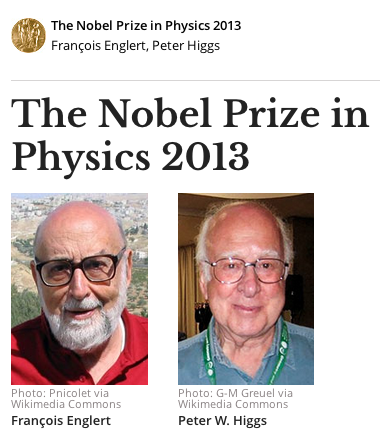 The Nobel Prize in Physics 2013
François Englert, Peter Higgs
The Nobel Prize in
Physics 2013
Photo: Pnicolet via
Wikimedia Commons
François Englert
Photo: G-M Greuel via
Wikimedia Commons
Peter W. Higgs